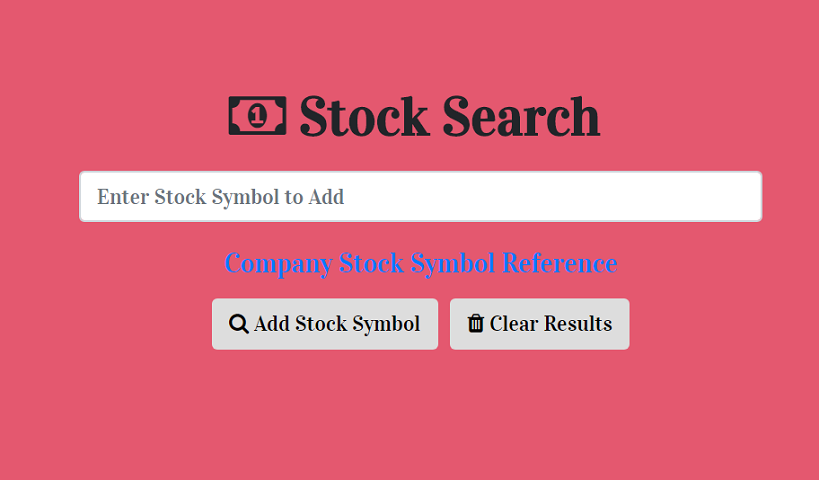 Stock Search
Enter Stock Symbol to Add
Company Stock Symbol Reference
Add Stock Symbol
Clear Results